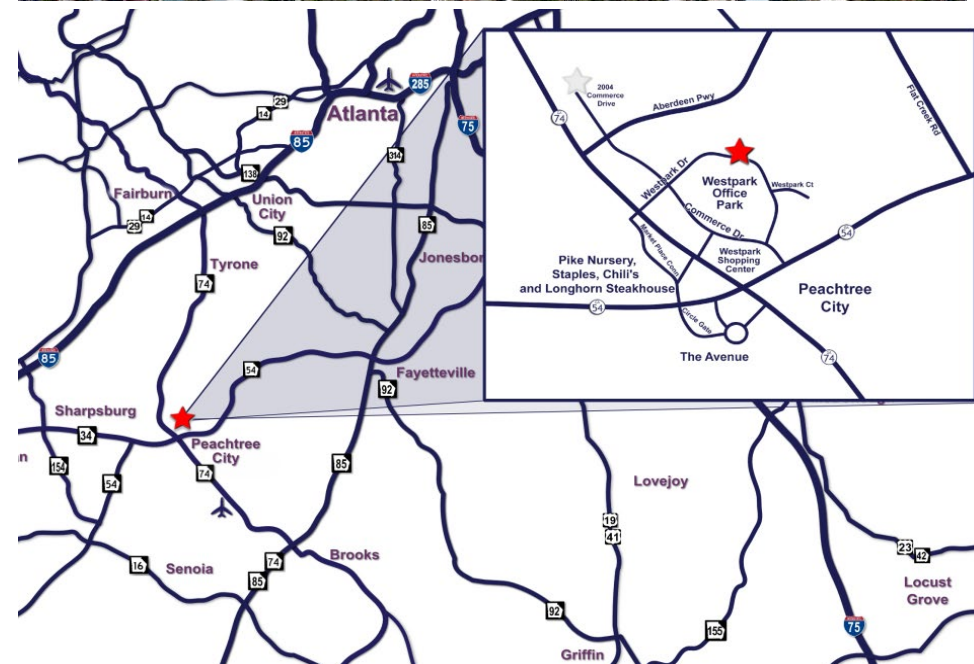 29
14
Atlanta
285
75
85
138
314
Fairburn
14
29
Union
City
92
85
Tyrone
74
Jonesbor
85
54
Fayetteville
92
Sharpsburg
34
Peachtree
City
154
54
74
85
Lovejoy
19
41
16
Senoia
74
85
Brooks
23
42
Locust
Grove
92
155
75
Griffin
2004
Commerce
Drive
Aberdeen Pwy
Flat Creek Rd
74
Westpark Dr
Westpark
Office
Park
Westpark Ct
Commerce Dr
54
Market Place Conn
Westpark
Shopping
Center
Pike Nursery,
Staples, Chili's
and Longhorn Steakhouse
54
Peachtree
City
Circle Gate
The Avenue
74